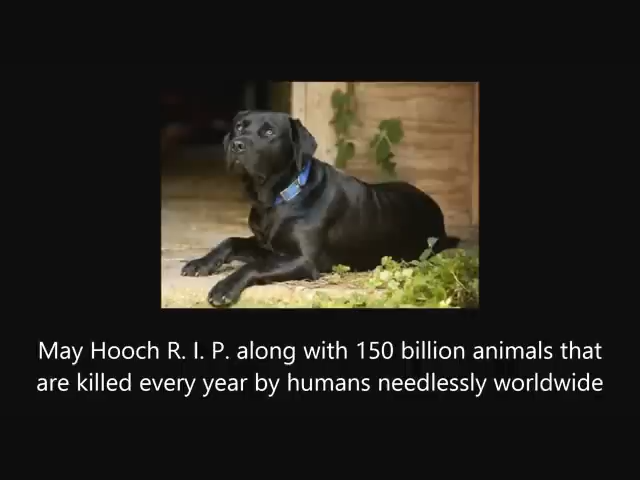 May Hooch R. I. P. along with 150 billion animals that
are killed every year by humans needlessly worldwide